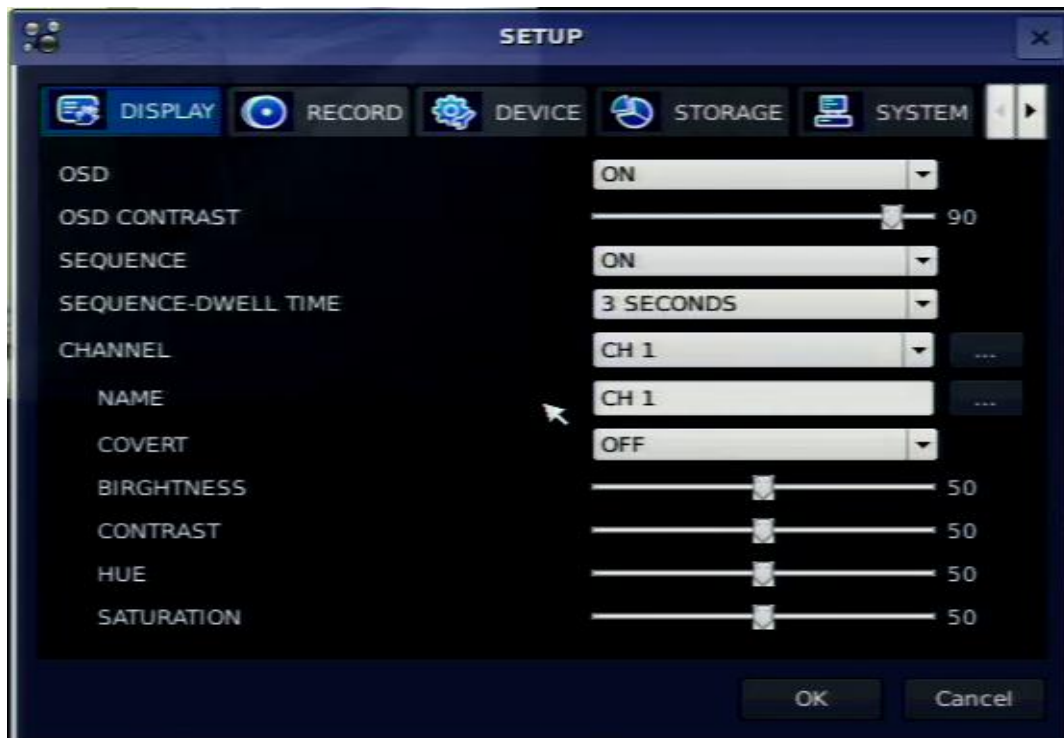 SETUP
DISPLAY RECORD DEVICE STORAGE SYSTEM
OSD ON
OSD CONTRAST 90
SEQUENCE ON
SEQUENCE-DWELL TIME 3 SECONDS
CHANNEL CH 1 ...
NAME CH 1 ...
COVERT OFF
BIRGHTNESS 50
CONTRAST 50
HUE 50
SATURATION 50
OK Cancel